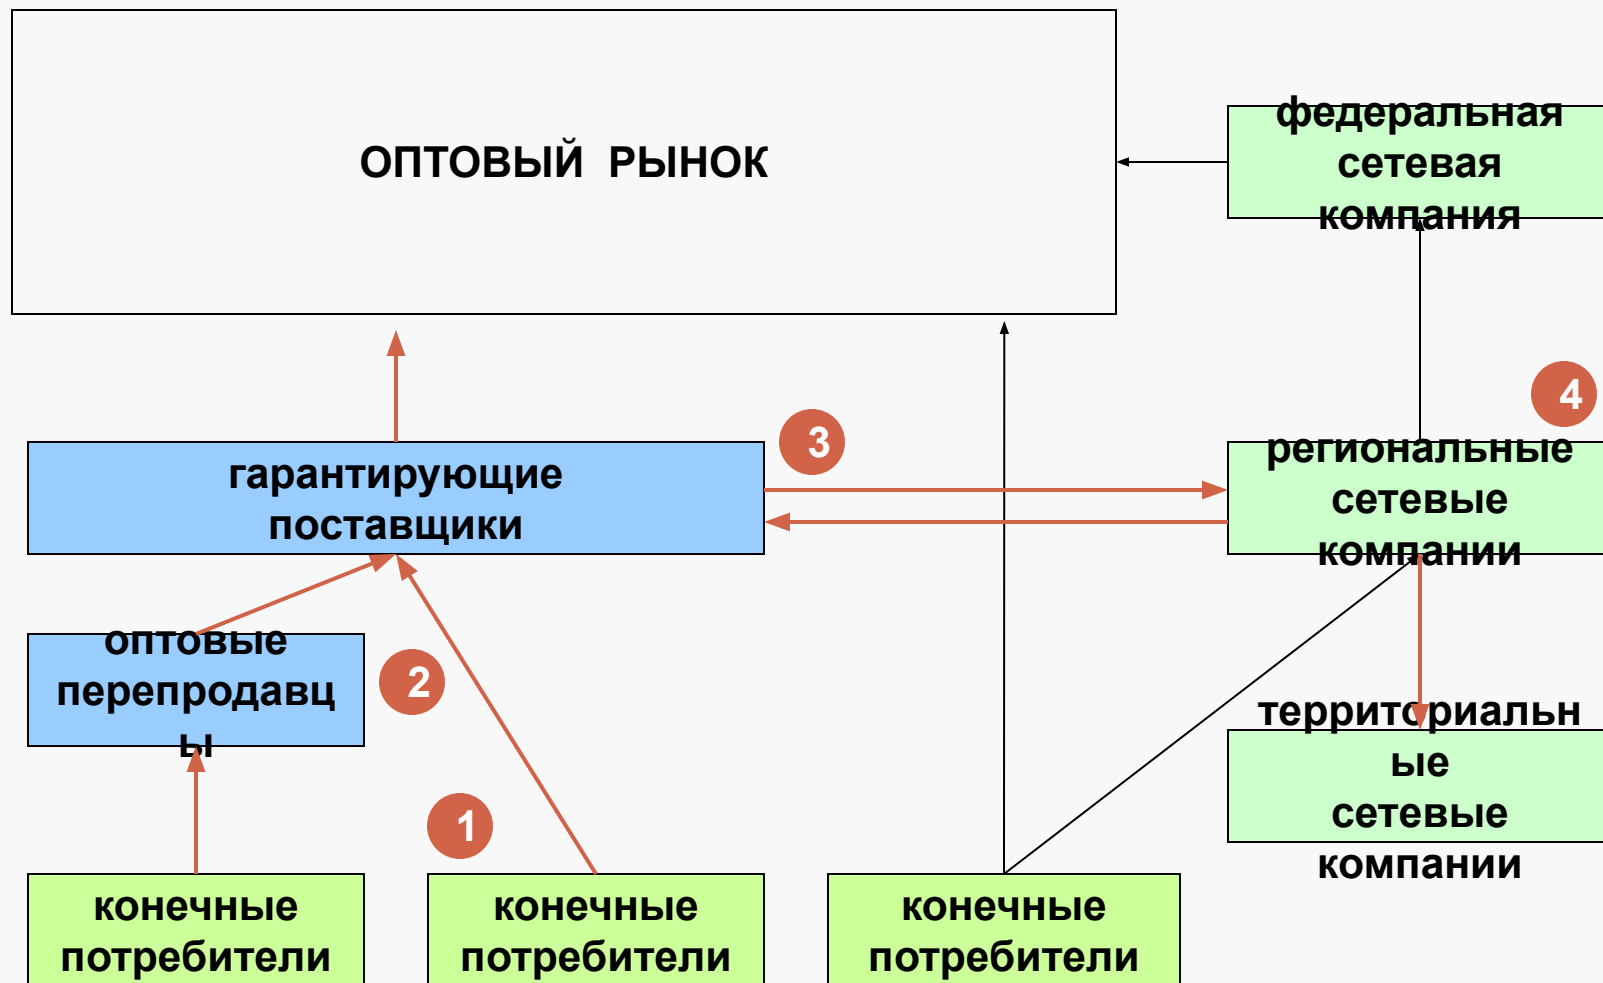 ОПТОВЫЙ РЫНОК
федеральная
сетевая
компания
4
3
гарантирующие
поставщики
региональные
сетевые
компании
оптовые
перепродавц
ы
2
территориальн
ые
сетевые
компании
1
конечные
потребители
конечные
потребители
конечные
потребители